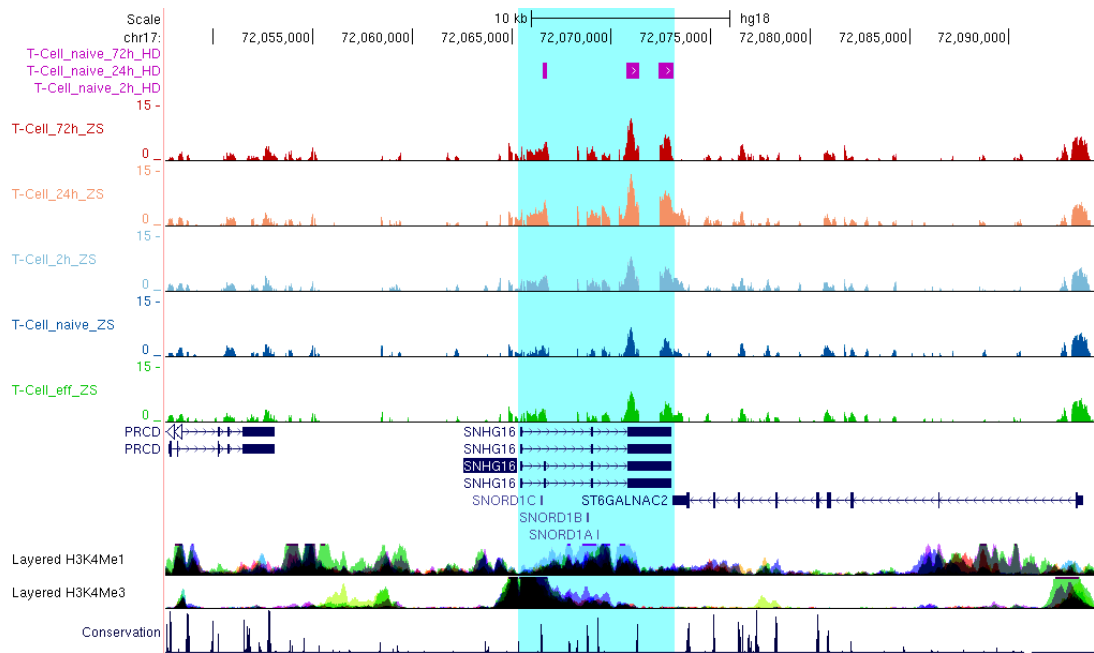 Scale 10 kb hg18
chr17: 72,055,000 72,060,000 72,065,000 72,070,000 72,075,000 72,080,000 72,085,000 72,090,000
T-Cell_naive_72h_HD
T-Cell_naive_24h_HD
T-Cell_naive_2h_HD
15 -
T-Cell_72h_ZS
0 _
15 -
T-Cell_24h_ZS
0 _
15 -
T-Cell_2h_ZS
0 _
15 -
T-Cell_naive_ZS
0 _
15 -
T-Cell_eff_ZS
0 _
PRCD SNHG16
PRCD SNHG16
SNHG16
SNHG16
SNORD1C ST6GALNAC2
SNORD1B
SNORD1A
Layered H3K4Me1
Layered H3K4Me3
Conservation